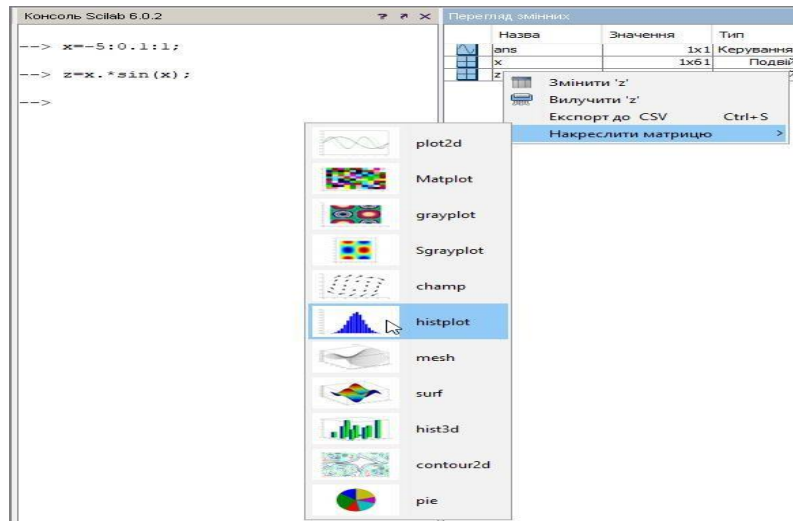 Консоль Scilab 6.0.2
--> x=-5:0.1:1;
--> z=x.*sin(x);
-->
Перегляд змінних
Назва Значення Тип
ans 1x1 Керування
x 1x61 Подвій
z
Змінити 'z'
Вилучити 'z'
Експорт до CSV Ctrl+S
Накреслити матрицю >
plot2d
Matplot
grayplot
Sgrayplot
champ
histplot
mesh
surf
hist3d
contour2d
pie